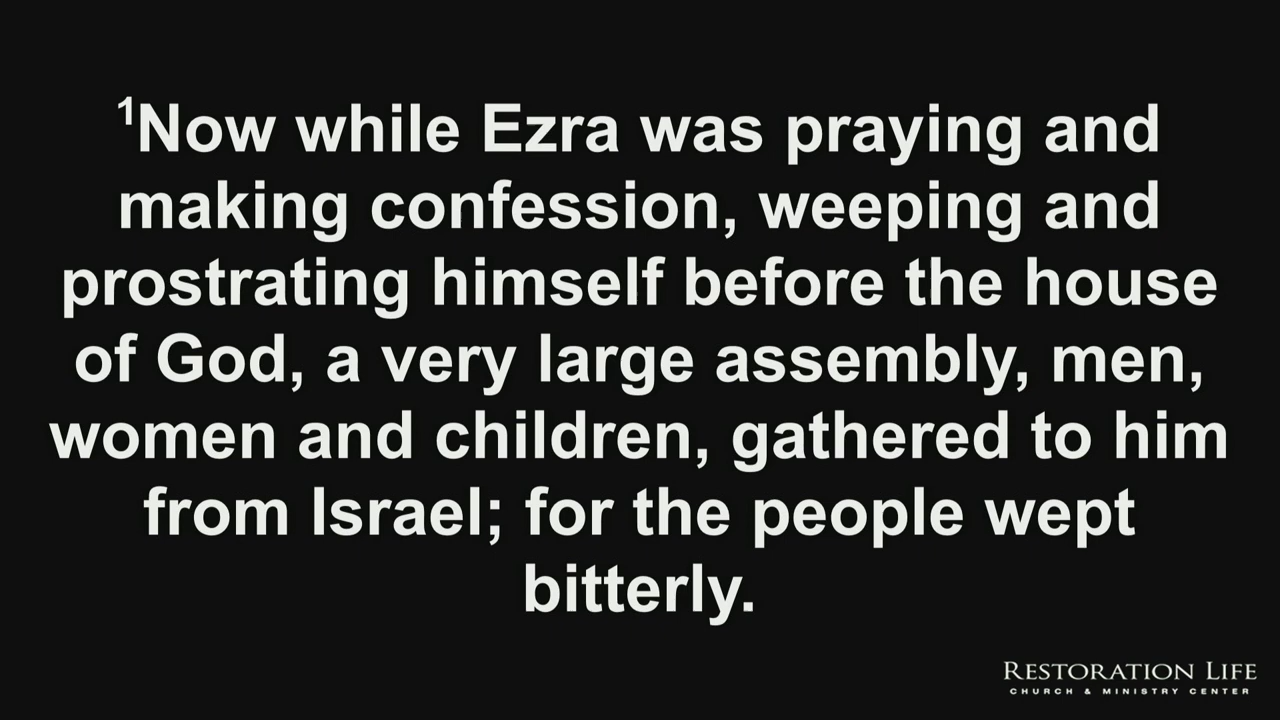 ¹Now while Ezra was praying and
making confession, weeping and
prostrating himself before the house
of God, a very large assembly, men,
women and children, gathered to him
from Israel; for the people wept
bitterly.
RESTORATION LIFE
CHURCH & MINISTRY CENTER